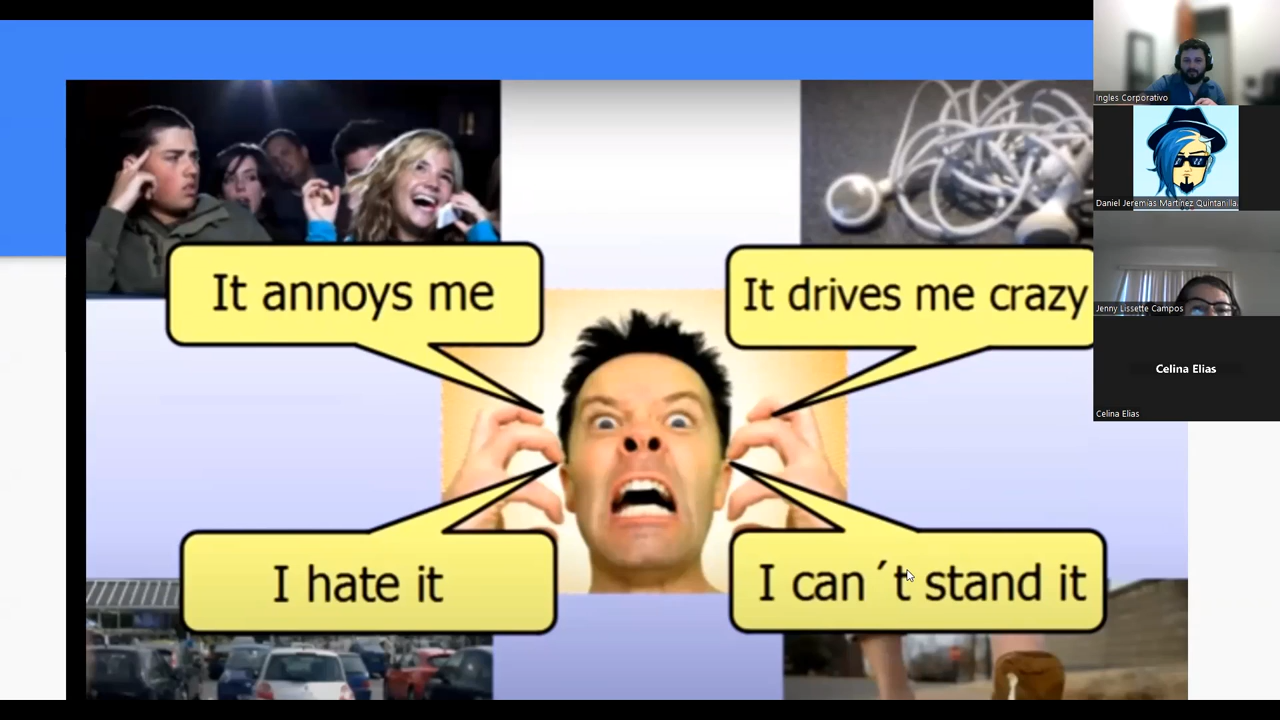 Ingles Corporativo
Daniel Jeremias Martinez Quintanilla
Jenny Lissette Campos
Celina Elias
Celina Elias
It annoys me
It drives me crazy
I hate it
I can´t stand it